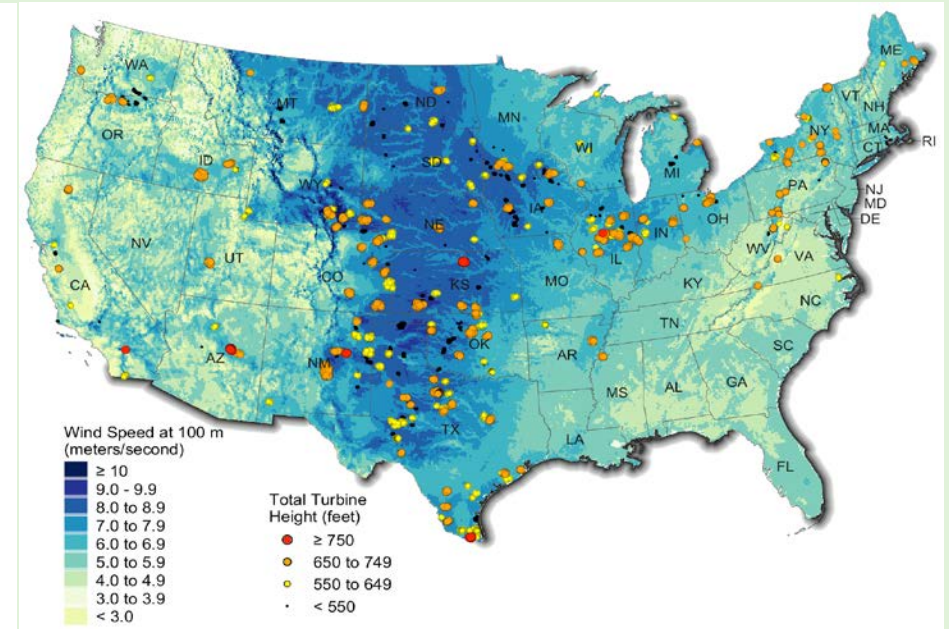 WA
ME
MT
ND
VT
MN
NH
OR
MA
RI
NY
WI
CT
ID
SD
MI
WY
PA
NJ
IA
MD
OH
NE
DE
IN
NV
WV
UT
IL
VA
CO
CA
KS
MO
KY
NC
TN
OK
AZ
AR
SC
NM
MS
AL
GA
TX
LA
FL
Wind Speed at 100 m
(meters/second)
≥ 10
9.0 - 9.9
8.0 to 8.9
7.0 to 7.9
6.0 to 6.9
5.0 to 5.9
4.0 to 4.9
3.0 to 3.9
< 3.0
Total Turbine
Height (feet)
≥ 750
650 to 749
550 to 649
< 550